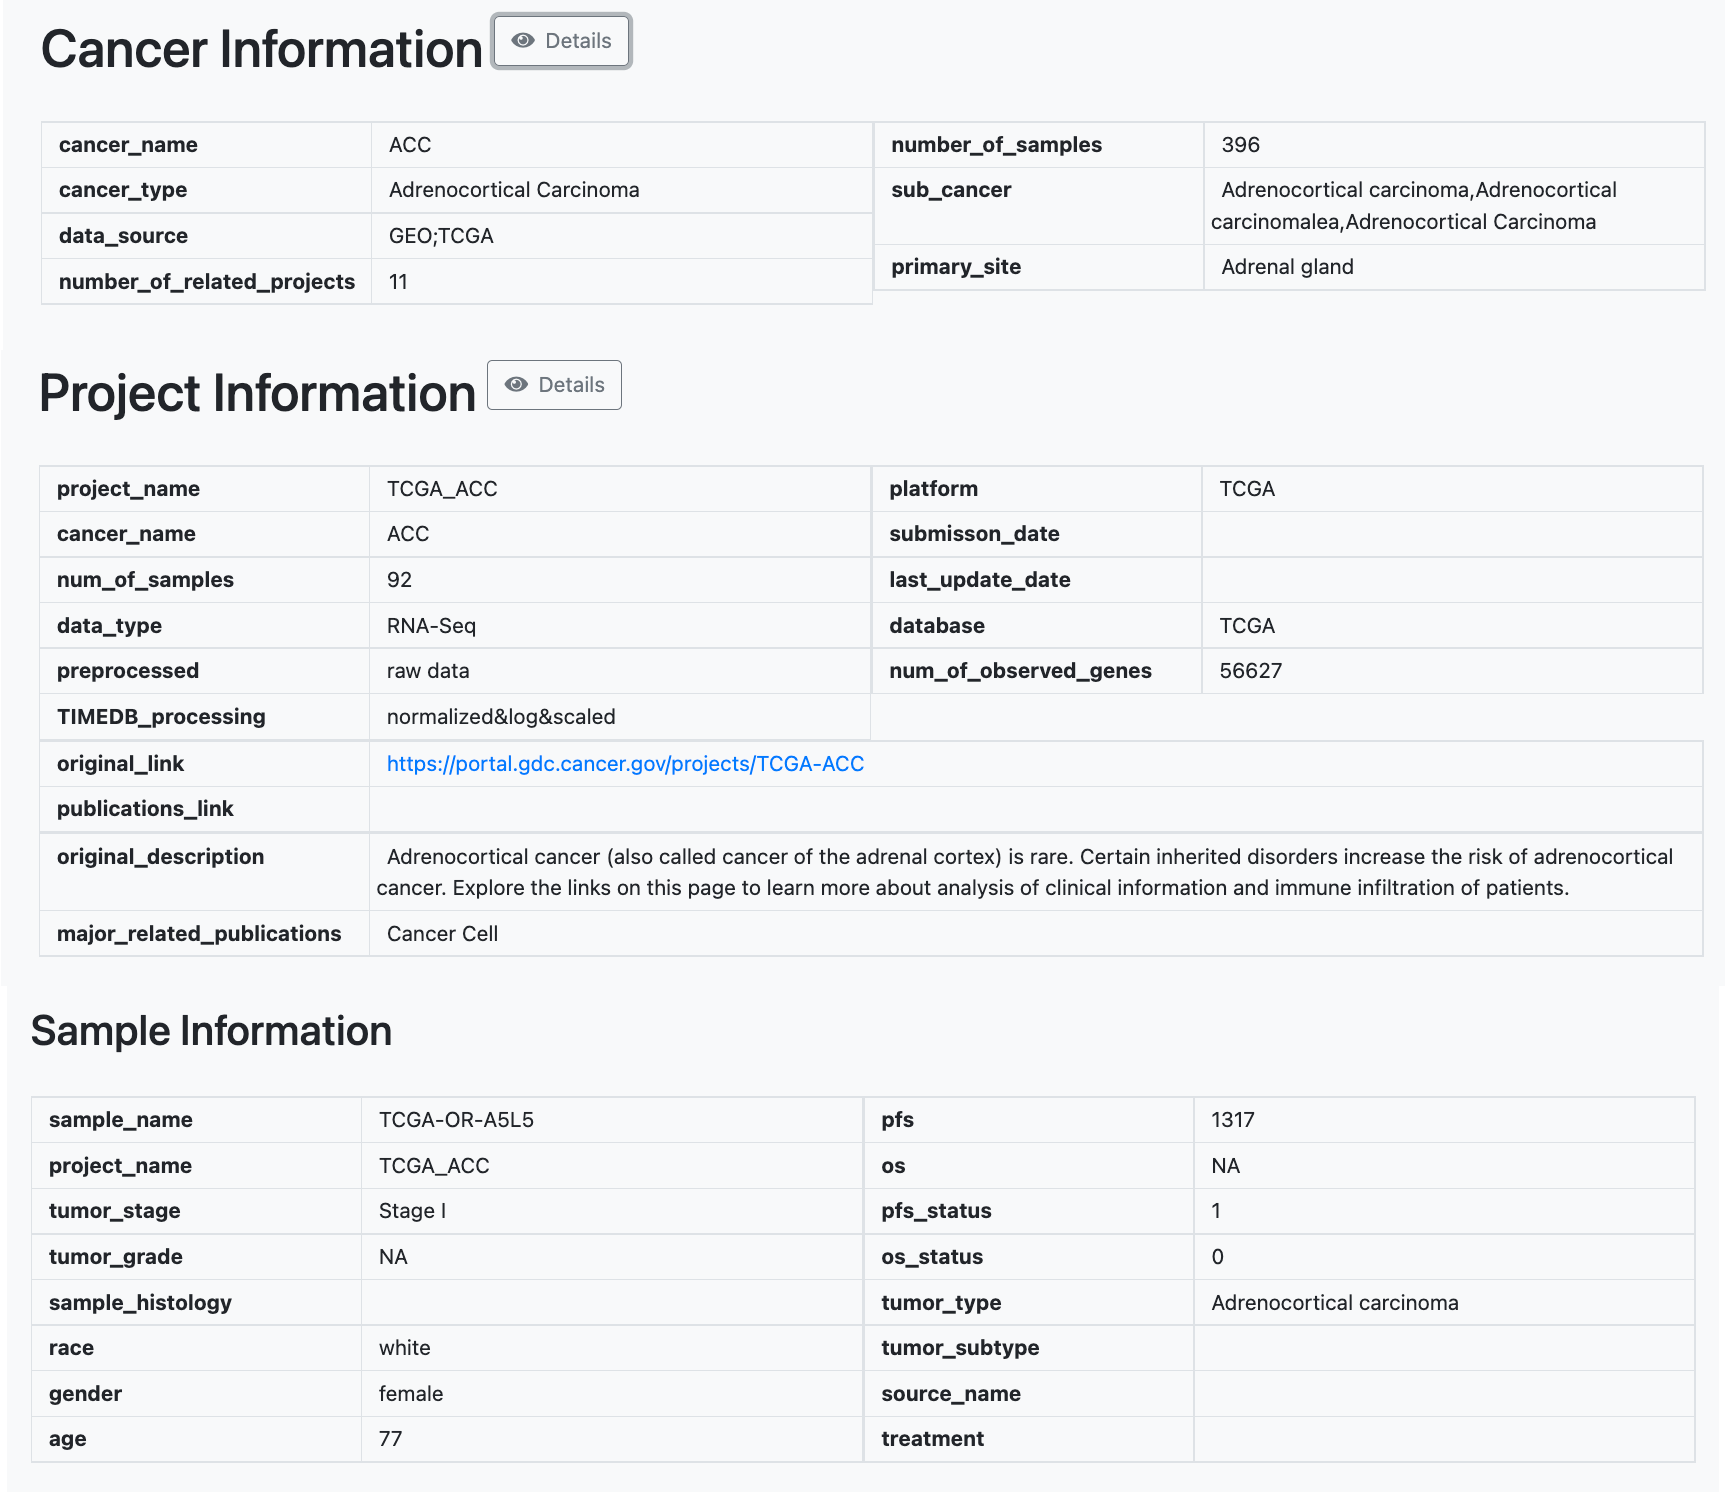 Cancer Information
Details
cancer_name ACC
cancer_type Adrenocortical Carcinoma
data_source GEO;TCGA
number_of_related_projects 11
number_of_samples 396
sub_cancer Adrenocortical carcinoma,Adrenocortical
carcinomalea,Adrenocortical Carcinoma
primary_site Adrenal gland
Project Information
Details
project_name TCGA_ACC
cancer_name ACC
num_of_samples 92
data_type RNA-Seq
preprocessed raw data
TIMEDB_processing normalized&log&scaled
platform TCGA
submisson_date
last_update_date
database TCGA
num_of_observed_genes 56627
original_link https://portal.gdc.cancer.gov/projects/TCGA-ACC
publications_link
original_description Adrenocortical cancer (also called cancer of the adrenal cortex) is rare. Certain inherited disorders increase the risk of adrenocortical
cancer. Explore the links on this page to learn more about analysis of clinical information and immune infiltration of patients.
major_related_publications Cancer Cell
Sample Information
sample_name TCGA-OR-A5L5
project_name TCGA_ACC
tumor_stage Stage I
tumor_grade NA
sample_histology
race white
gender female
age 77
pfs 1317
os NA
pfs_status 1
os_status 0
tumor_type Adrenocortical carcinoma
tumor_subtype
source_name
treatment